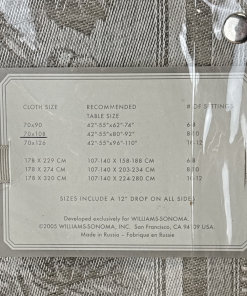 CLOTH SIZE RECOMMENDED TABLE SIZE # OF SETTINGS
70x90 42"-55"x62"-74" 6-8
70x108 42"-55"x80"-92" 8-10
70x126 42"-55"x96"-110" 10-12
178 X 229 CM 107-140 X 158-188 CM 6-8
178 X 274 CM 107-140 X 203-234 CM 8-10
178 X 320 CM 107-140 X 224-280 CM 10-12
SIZES INCLUDE A 12" DROP ON ALL SIDES
Developed exclusively for WILLIAMS-SONOMA.
©2005 WILLIAMS-SONOMA, INC. San Francisco, CA 94109 USA
Made in Russia – Fabriqué en Russie